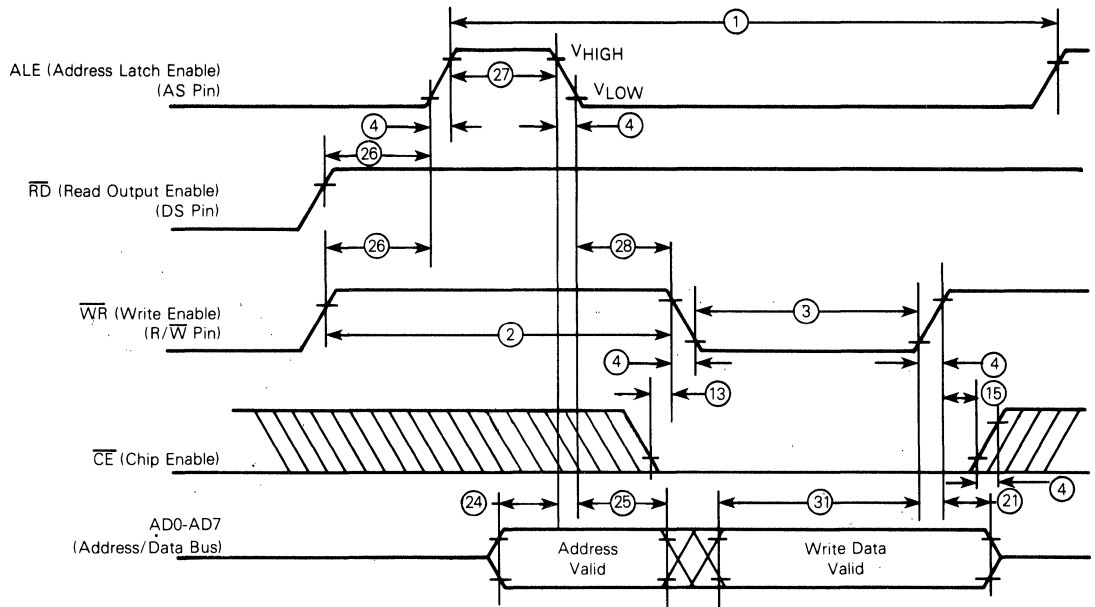 ①
ALE (Address Latch Enable)
(AS Pin)
VHIGH
㉗
VLOW
④
④
㉖
RD (Read Output Enable)
(DS Pin)
㉖
㉘
WR (Write Enable)
(R/W Pin)
③
②
④
④
⑬
⑮
CE (Chip Enable)
④
㉔
㉕
㉛
㉑
AD0-AD7
(Address/Data Bus)
Address
Valid
Write Data
Valid